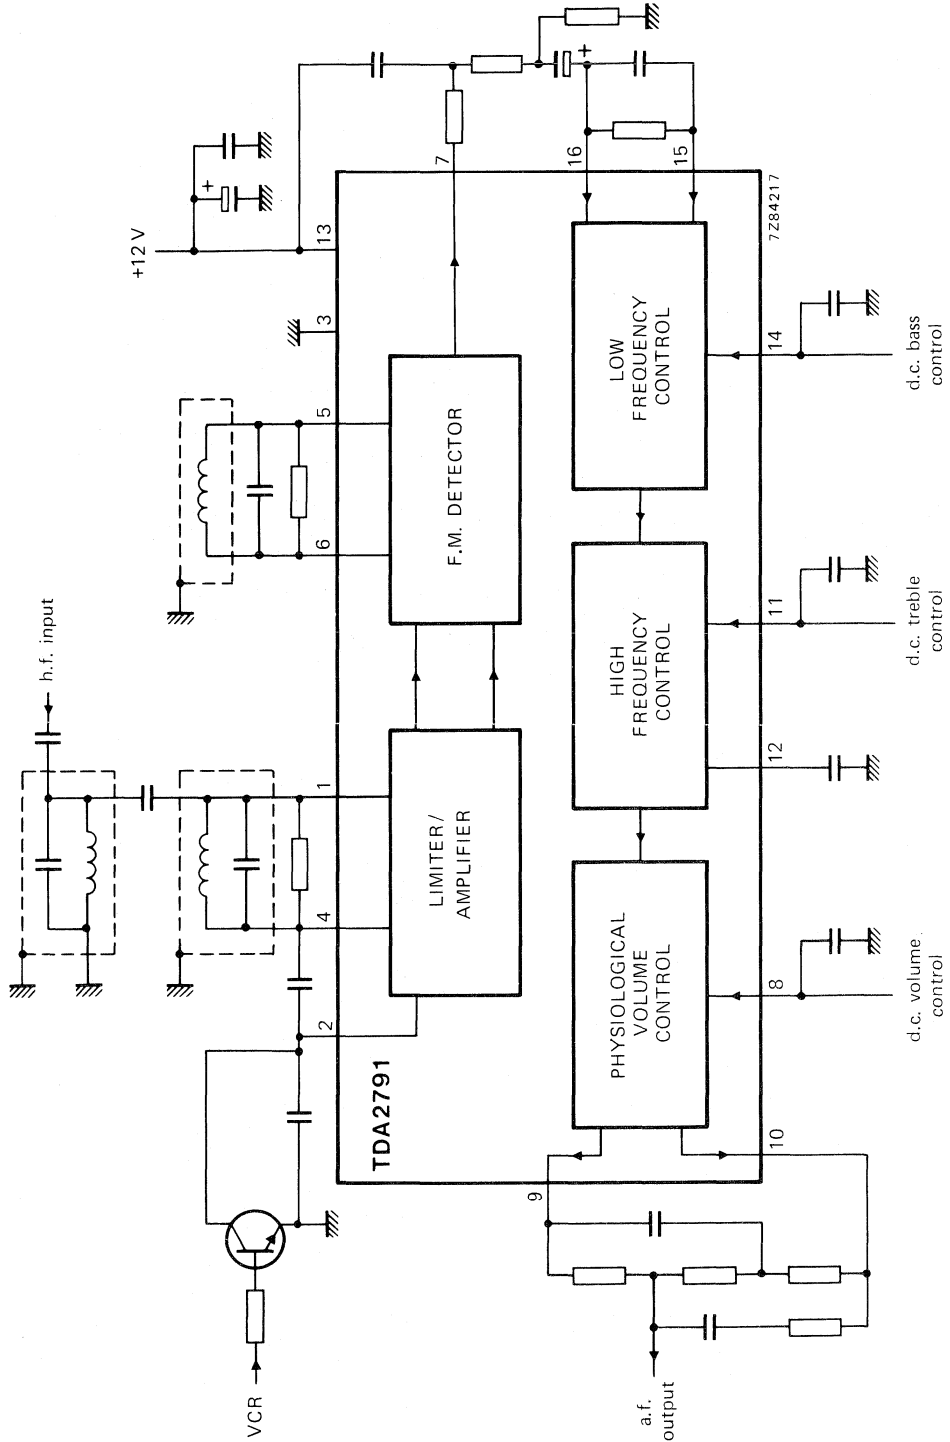 VCR
h.f. input
+12 V
+
2
4
1
6
5
3
13
7
TDA2791
LIMITER/
AMPLIFIER
F.M. DETECTOR
+
16
15
9
PHYSIOLOGICAL
VOLUME
CONTROL
HIGH
FREQUENCY
CONTROL
LOW
FREQUENCY
CONTROL
10
8
12
11
14
7Z84217
a.f.
output
d.c. volume
control
d.c. treble
control
d.c. bass
control